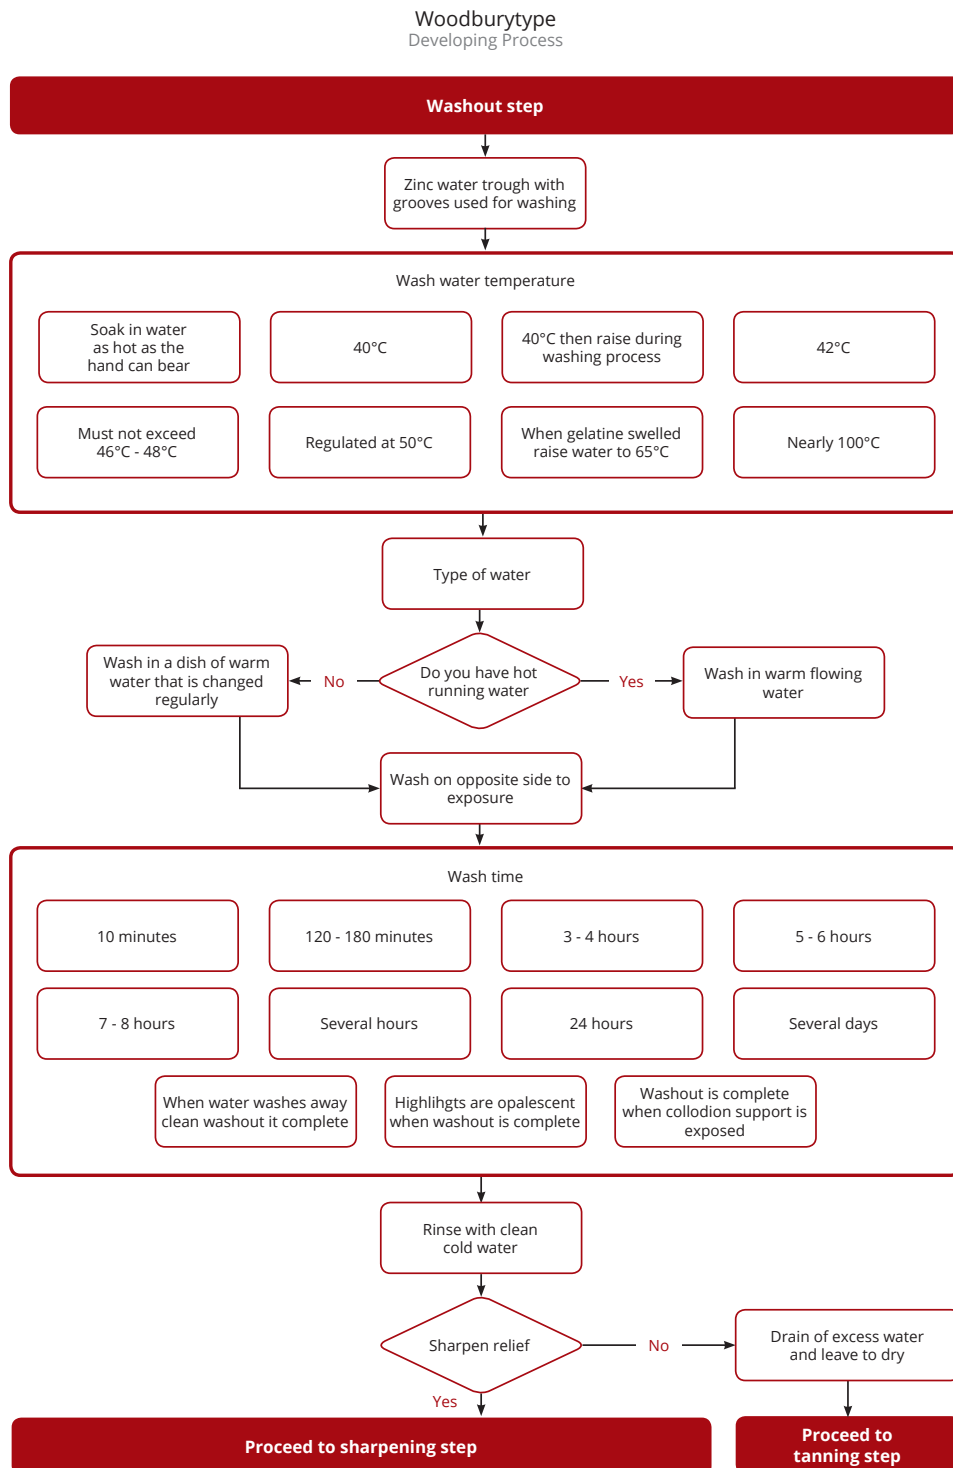 Woodburytype
Developing Process
Washout step
Zinc water trough with
grooves used for washing
Wash water temperature
Soak in water
as hot as the
hand can bear
40°C
40°C then raise during
washing process
42°C
Must not exceed
46°C - 48°C
Regulated at 50°C
When gelatine swelled
raise water to 65°C
Nearly 100°C
Type of water
Do you have hot
running water
No
Yes
Wash in a dish of warm
water that is changed
regularly
Wash in warm flowing
water
Wash on opposite side to
exposure
Wash time
10 minutes
120 - 180 minutes
3 - 4 hours
5 - 6 hours
7 - 8 hours
Several hours
24 hours
Several days
When water washes away
clean washout it complete
Highlihgts are opalescent
when washout is complete
Washout is complete
when collodion support is
exposed
Rinse with clean
cold water
Sharpen relief
No
Drain of excess water
and leave to dry
Yes
Proceed to sharpening step
Proceed to
tanning step